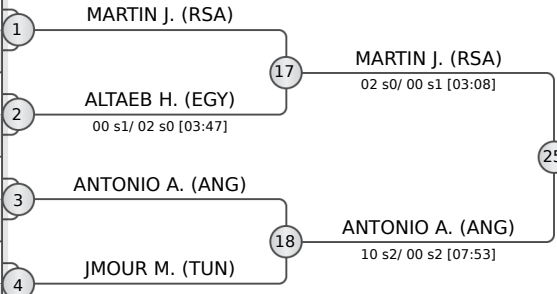 MARTIN J. (RSA)
1
17
MARTIN J. (RSA)
02 s0/ 00 s1 [03:08]
2
ALTAEB H. (EGY)
00 s1/ 02 s0 [03:47]
25
3
ANTONIO A. (ANG)
18
ANTONIO A. (ANG)
10 s2/ 00 s2 [07:53]
4
JMOUR M. (TUN)